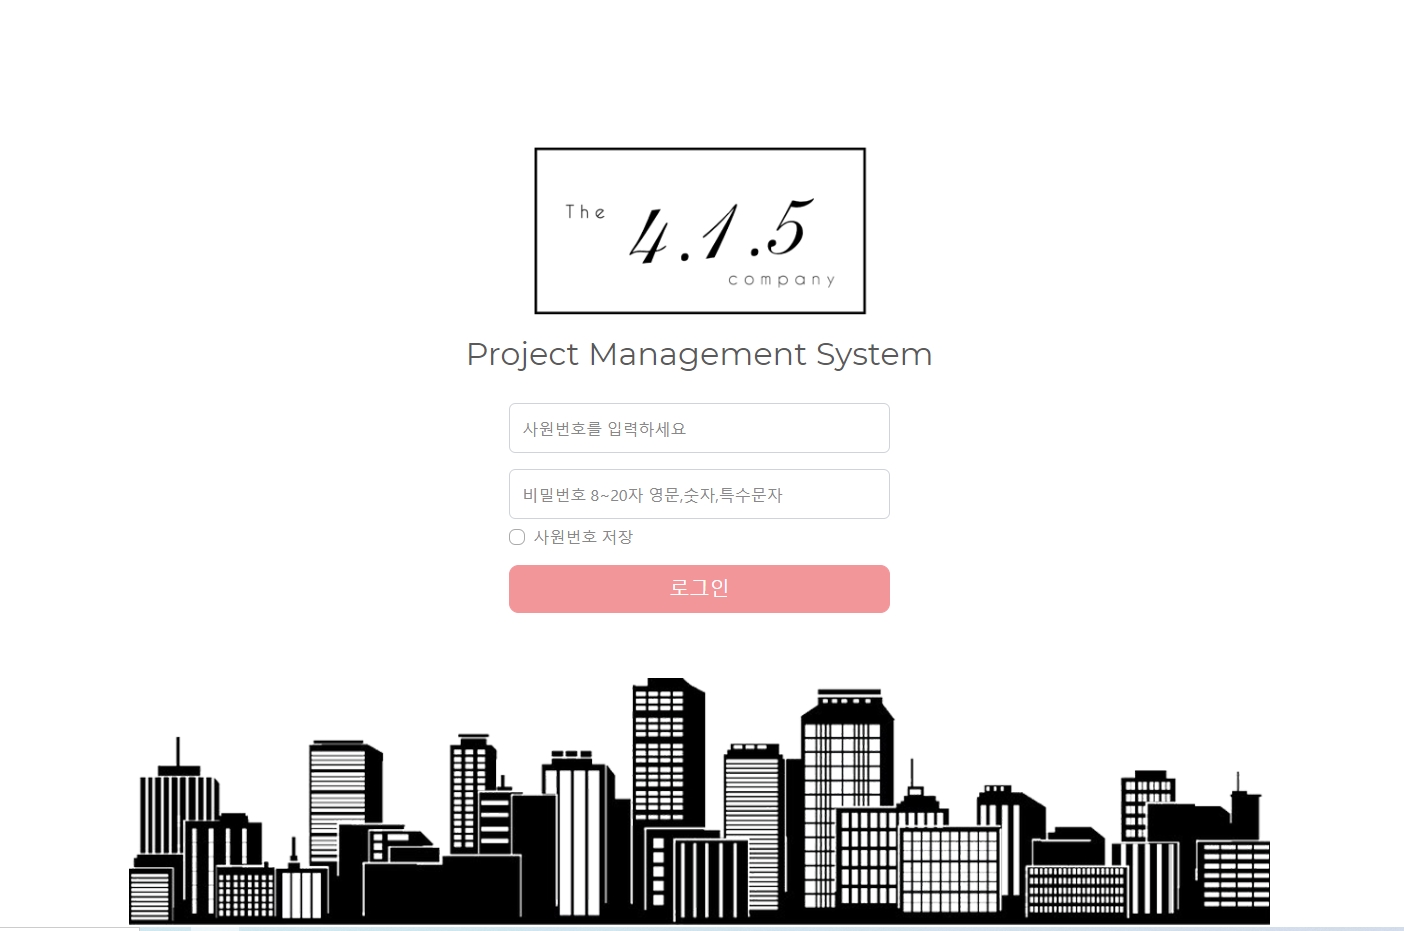 The
4.1.5
company
Project Management System
사원번호를 입력하세요
비밀번호 8~20자 영문,숫자,특수문자
사원번호 저장
로그인